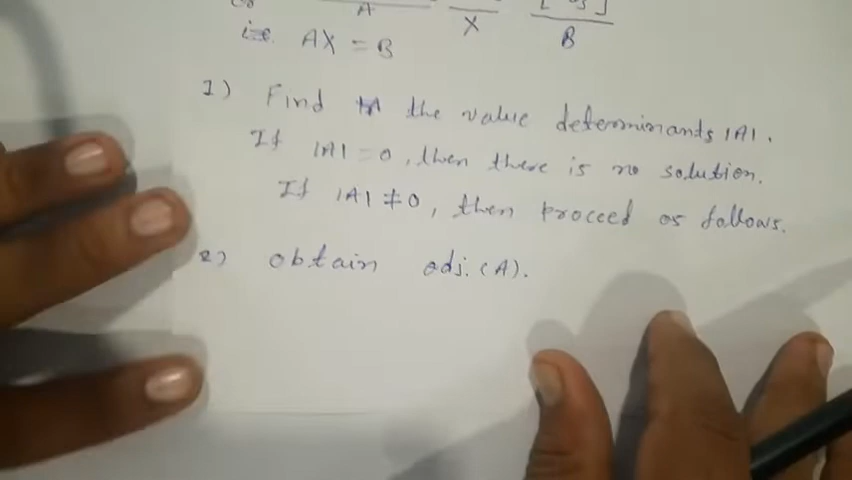 A X B
i.e. AX = B
1) Find the value determinants |A|.
If |A| = 0, then there is no solution.
If |A| ≠ 0, then proceed as follows.
2) obtain adj. (A).